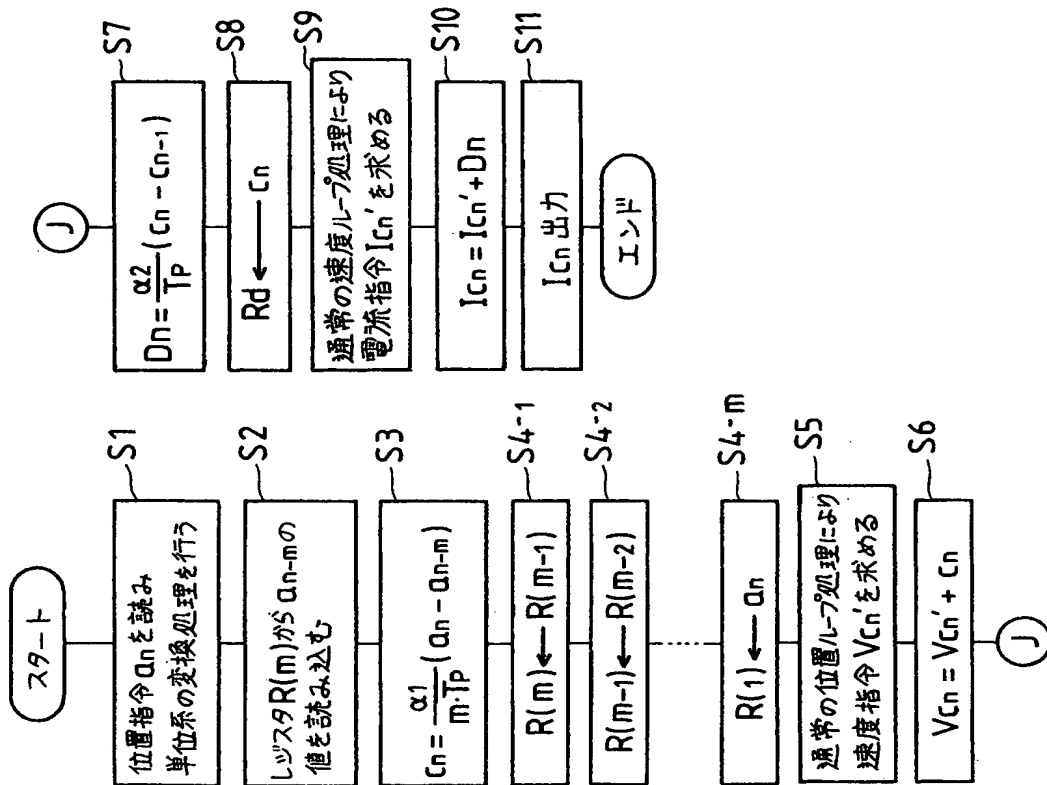 スタート
S1
位置指令anを読み
単位系の変換処理を行う
S2
レジスタR(m)からan-mの
値を読み込む
S3
Cn = α1/m·Tp (an - an-m)
S4-1
R(m) ← R(m-1)
S4-2
R(m-1) ← R(m-2)
S4-m
R(1) ← an
S5
通常の位置ループ処理により
速度指令VCn'を求める
S6
VCn = VCn' + Cn
J
J
S7
Dn = α2/Tp (Cn - Cn-1)
S8
Rd ← Cn
S9
通常の速度ループ処理により
電流指令ICn'を求める
S10
ICn = ICn' + Dn
S11
ICn 出力
エンド